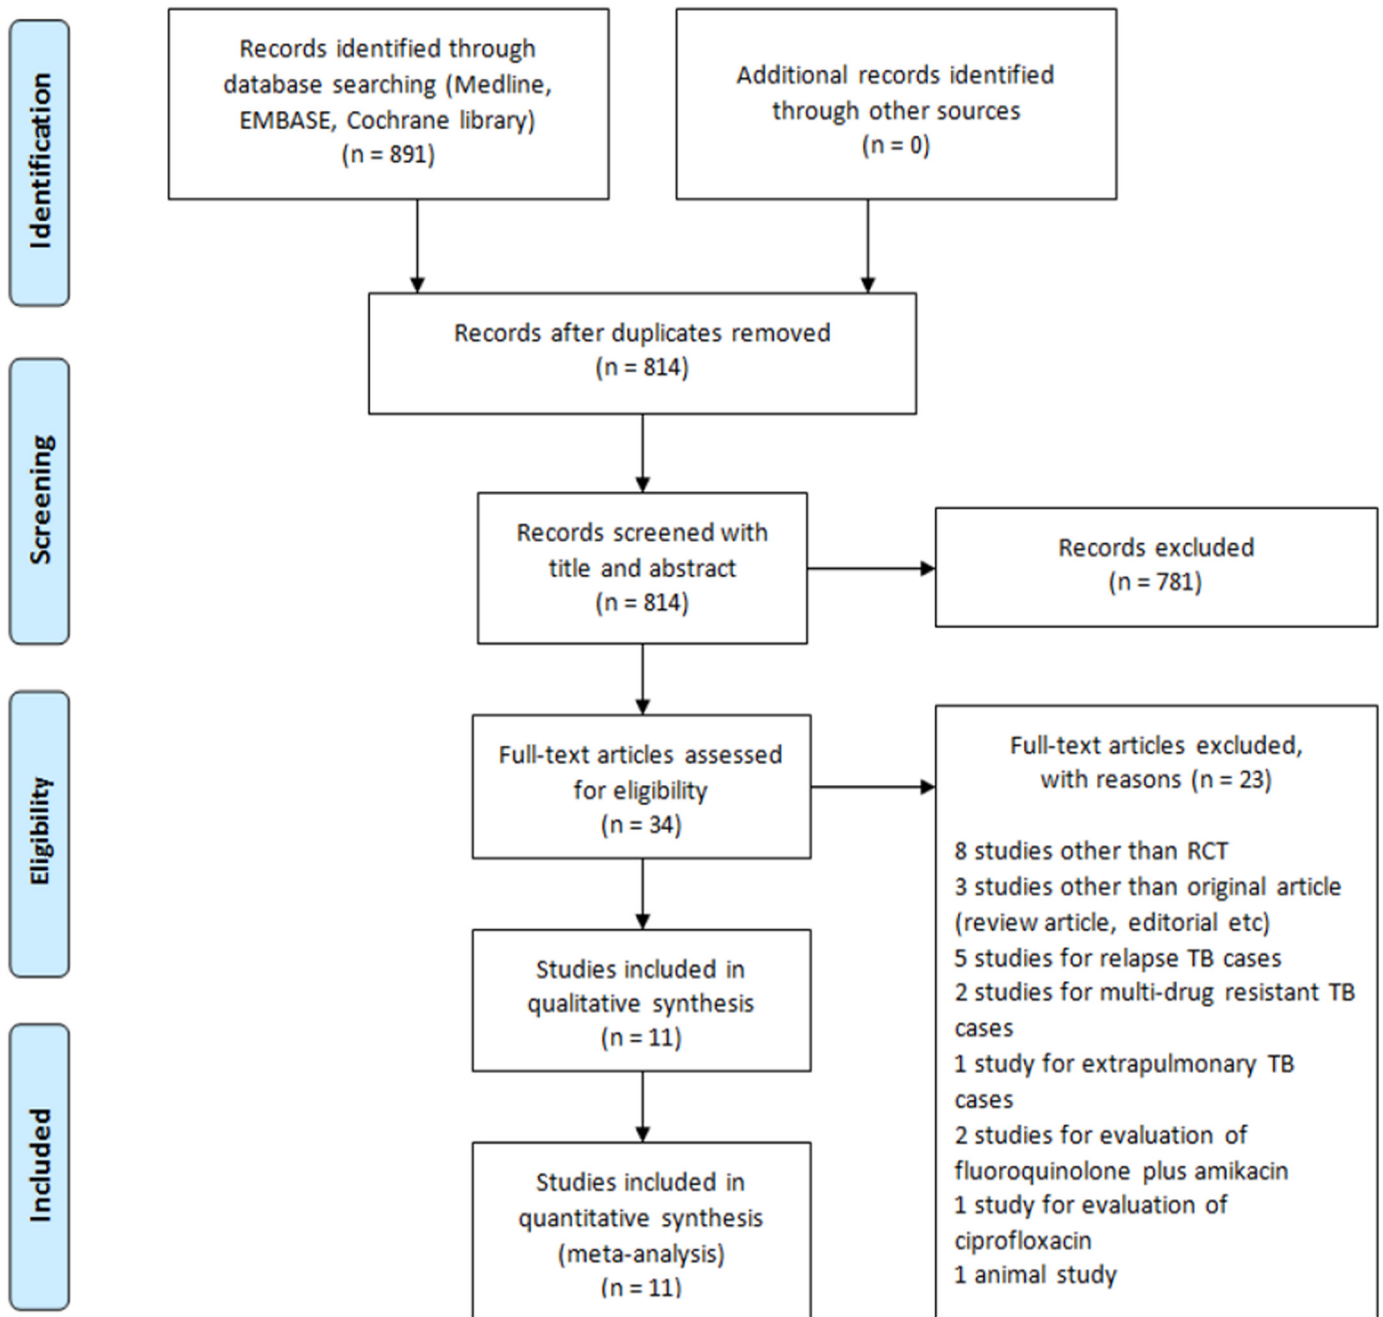 Identification
Records identified through
database searching (Medline,
EMBASE, Cochrane library)
(n = 891)
Additional records identified
through other sources
(n = 0)
Records after duplicates removed
(n = 814)
Screening
Records screened with
title and abstract
(n = 814)
Records excluded
(n = 781)
Eligibility
Full-text articles assessed
for eligibility
(n = 34)
Full-text articles excluded,
with reasons (n = 23)
8 studies other than RCT
3 studies other than original article
(review article, editorial etc)
5 studies for relapse TB cases
2 studies for multi-drug resistant TB
cases
1 study for extrapulmonary TB
cases
2 studies for evaluation of
fluoroquinolone plus amikacin
1 study for evaluation of
ciprofloxacin
1 animal study
Studies included in
qualitative synthesis
(n = 11)
Included
Studies included in
quantitative synthesis
(meta-analysis)
(n = 11)